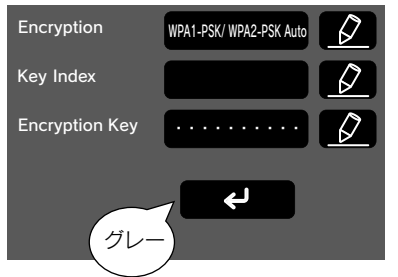 Encryption
WPA1-PSK/ WPA2-PSK Auto
Key Index
Encryption Key
··········
グレー